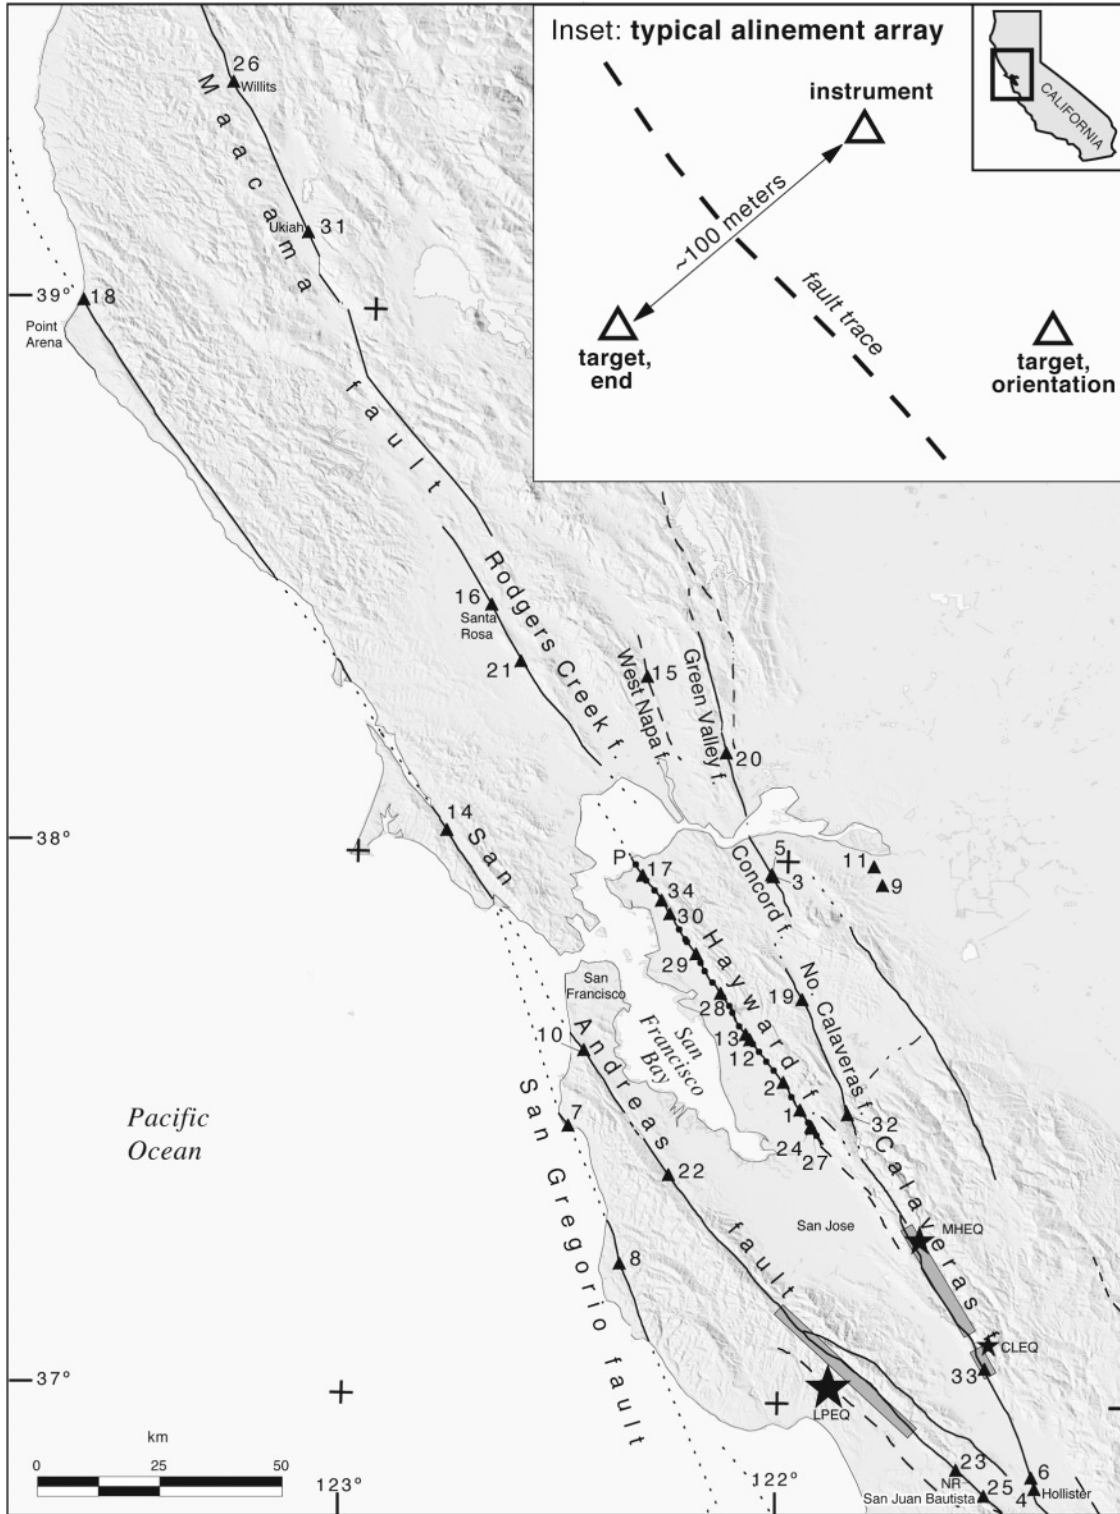 Inset: typical alinement array
instrument
~100 meters
fault trace
target,
end
target,
orientation
CALIFORNIA
26
Willits
Maacama
Ukiah
31
39°
18
Point
Arena
fault
Rodgers Creek f.
16
Santa
Rosa
21
West Napa f.
15
Green Valley f.
20
14
38°
San
P
17
34
30
Concord f.
5
3
11
9
Hayward f.
29
28
13
12
No. Calaveras f.
19
San
Francisco
San
Francisco
Bay
10
Andreas
2
1
24
27
32
7
Pacific
Ocean
San Gregorio fault
22
San Jose
Calaveras f.
MHEQ
fault
8
CLEQ
33
37°
LPEQ
km
0
25
50
123°
122°
23
NR
San Juan Bautista
25
6
4
Hollister